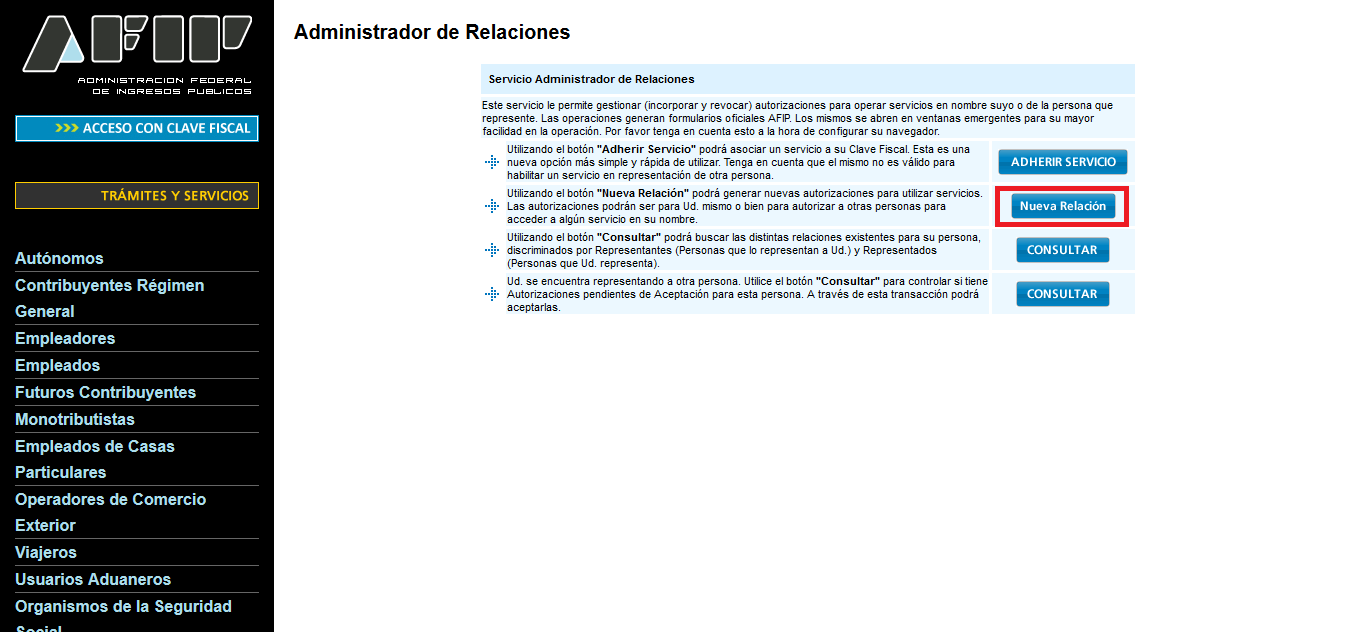 AFIP
ADMINISTRACION FEDERAL
DE INGRESOS PUBLICOS
>>> ACCESO CON CLAVE FISCAL
TRÁMITES Y SERVICIOS
Autónomos
Contribuyentes Régimen
General
Empleadores
Empleados
Futuros Contribuyentes
Monotributistas
Empleados de Casas
Particulares
Operadores de Comercio
Exterior
Viajeros
Usuarios Aduaneros
Organismos de la Seguridad
Social
Administrador de Relaciones
Servicio Administrador de Relaciones
Este servicio le permite gestionar (incorporar y revocar) autorizaciones para operar servicios en nombre suyo o de la persona que
represente. Las operaciones generan formularios oficiales AFIP. Los mismos se abren en ventanas emergentes para su mayor
facilidad en la operación. Por favor tenga en cuenta esto a la hora de configurar su navegador.
Utilizando el botón "Adherir Servicio" podrá asociar un servicio a su Clave Fiscal. Esta es una
nueva opción más simple y rápida de utilizar. Tenga en cuenta que el mismo no es válido para
habilitar un servicio en representación de otra persona.
ADHERIR SERVICIO
Utilizando el botón "Nueva Relación" podrá generar nuevas autorizaciones para utilizar servicios.
Las autorizaciones podrán ser para Ud. mismo o bien para autorizar a otras personas para
acceder a algún servicio en su nombre.
Nueva Relación
Utilizando el botón "Consultar" podrá buscar las distintas relaciones existentes para su persona,
discriminados por Representantes (Personas que lo representan a Ud.) y Representados
(Personas que Ud. representa).
CONSULTAR
Ud. se encuentra representando a otra persona. Utilice el botón "Consultar" para controlar si tiene
Autorizaciones pendientes de Aceptación para esta persona. A través de esta transacción podrá
aceptarlas.
CONSULTAR